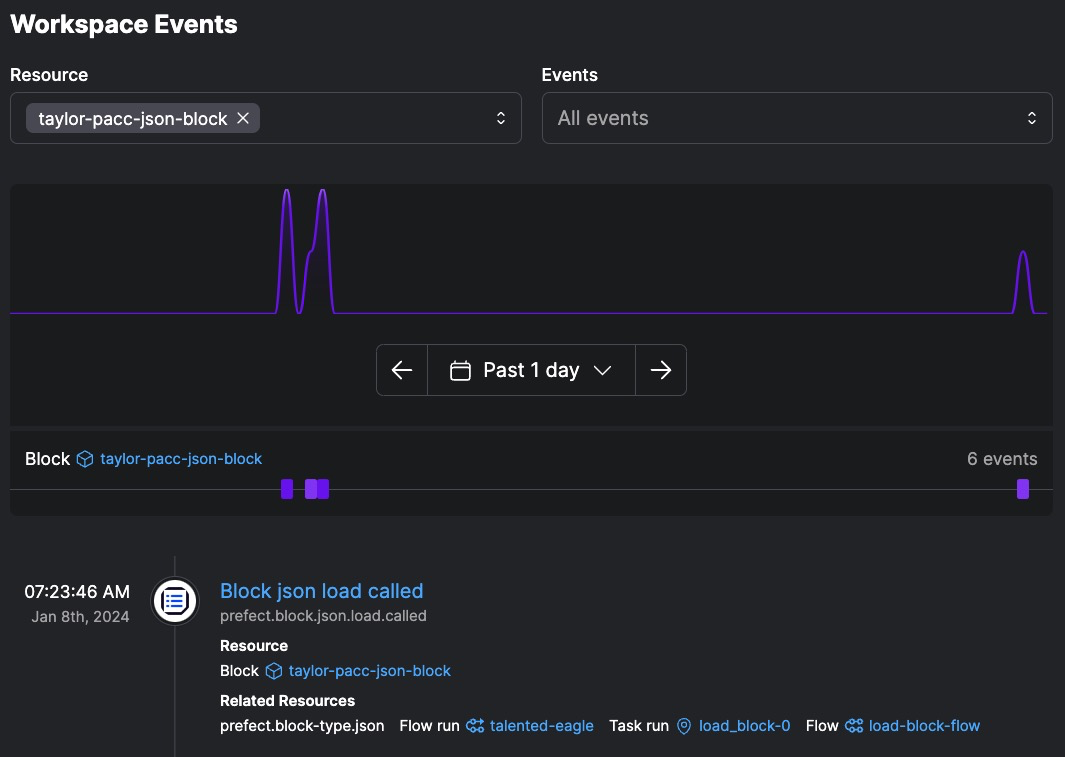 Workspace Events
Resource
Events
taylor-pacc-json-block
All events
Past 1 day
Block taylor-pacc-json-block
6 events
07:23:46 AM
Jan 8th, 2024
Block json load called
prefect.block.json.load.called
Resource
Block taylor-pacc-json-block
Related Resources
prefect.block-type.json Flow run talented-eagle Task run load_block-0 Flow load-block-flow